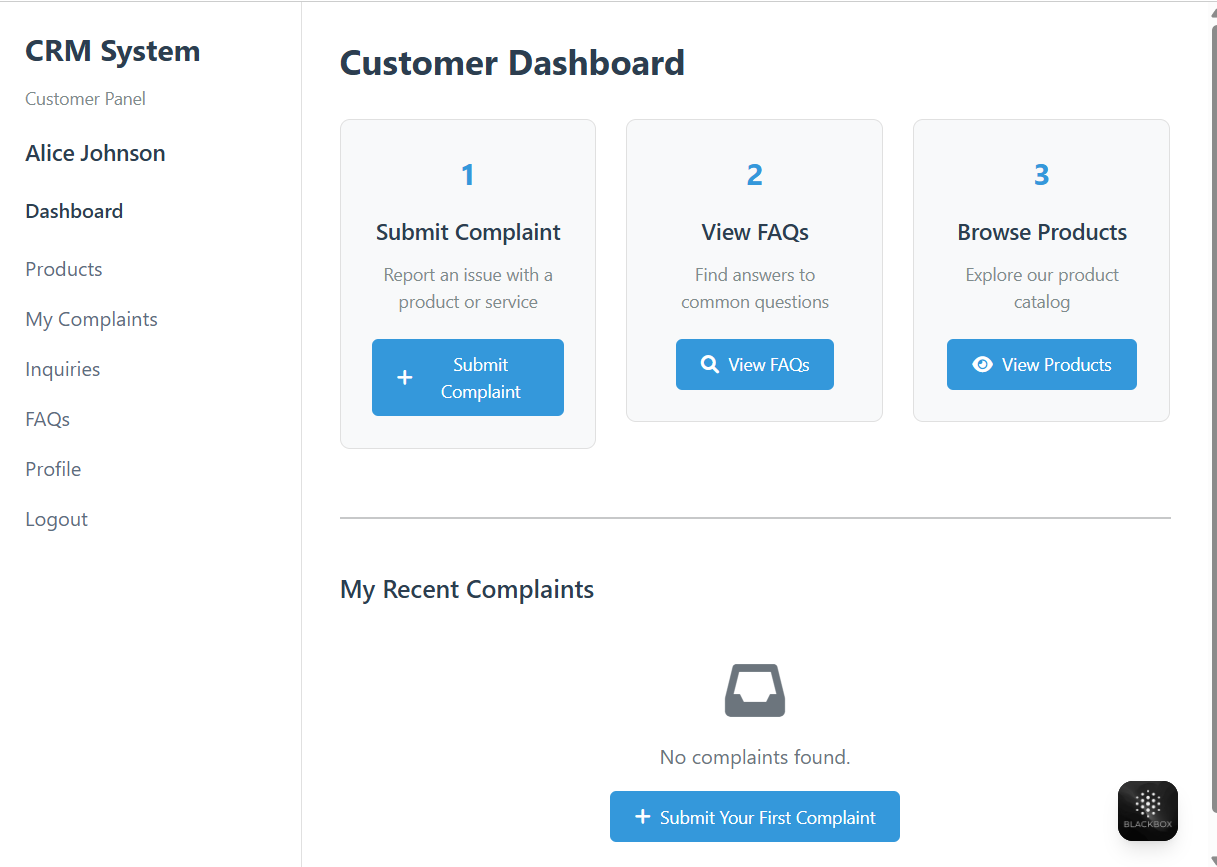 CRM System
Customer Panel
Alice Johnson
Dashboard
Products
My Complaints
Inquiries
FAQs
Profile
Logout
Customer Dashboard
1
Submit Complaint
Report an issue with a
product or service
Submit
Complaint
2
View FAQs
Find answers to
common questions
View FAQs
3
Browse Products
Explore our product
catalog
View Products
My Recent Complaints
No complaints found.
Submit Your First Complaint
BLACKBOX